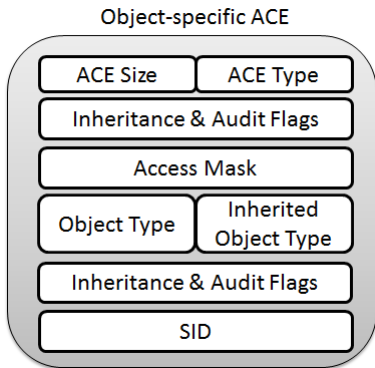 Object-specific ACE
ACE Size ACE Type
Inheritance & Audit Flags
Access Mask
Object Type
Inherited
Object Type
Inheritance & Audit Flags
SID